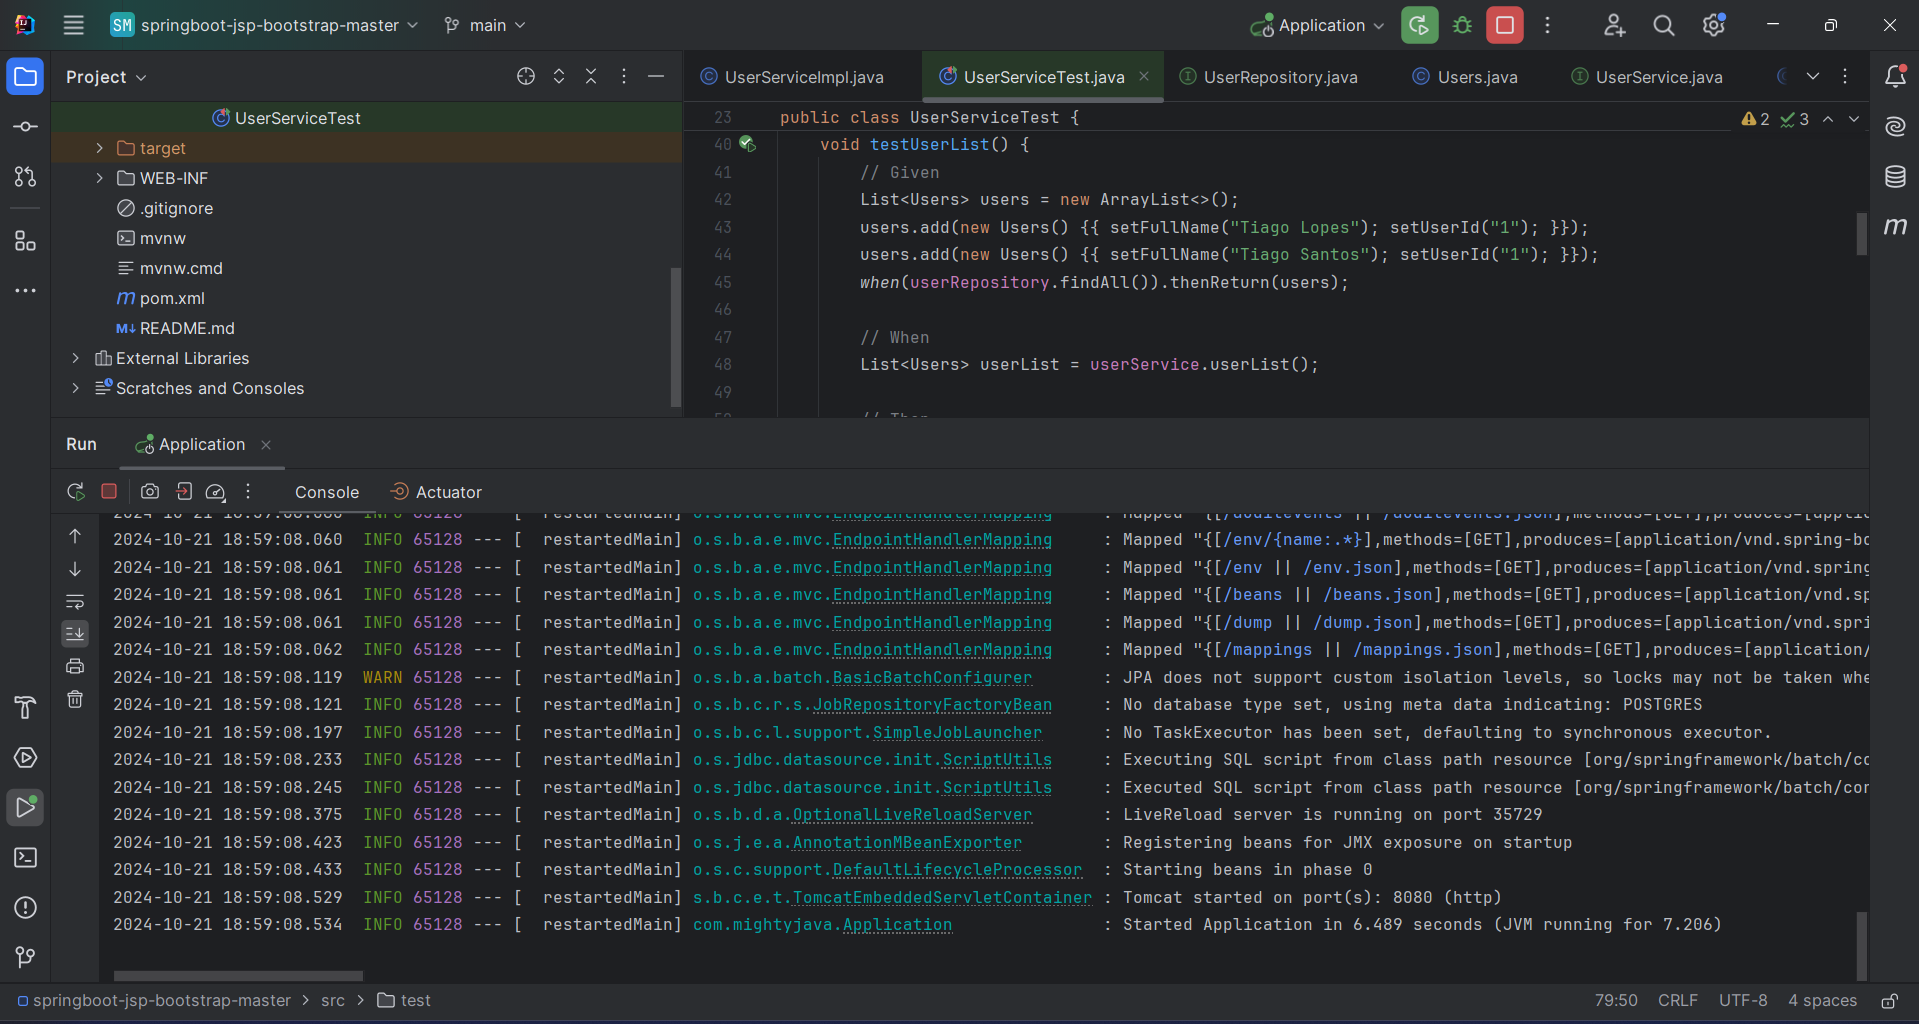 SM springboot-jsp-bootstrap-master main Application
Project
UserServiceImpl.java UserServiceTest.java UserRepository.java Users.java UserService.java
UserServiceTest
target
WEB-INF
.gitignore
mvnw
mvnw.cmd
pom.xml
README.md
External Libraries
Scratches and Consoles
23 public class UserServiceTest {
2 3
40 void testUserList() {
41 // Given
42 List<Users> users = new ArrayList<>();
43 users.add(new Users() {{ setFullName("Tiago Lopes"); setUserId("1"); }});
44 users.add(new Users() {{ setFullName("Tiago Santos"); setUserId("1"); }});
45 when(userRepository.findAll()).thenReturn(users);
46
47 // When
48 List<Users> userList = userService.userList();
49
Run Application
Console Actuator
2024-10-21 18:59:08.060 INFO 65128 --- [ restartedMain] o.s.b.a.e.mvc.EndpointHandlerMapping : Mapped "{[/env/{name:.*}],methods=[GET],produces=[application/vnd.spring-bo
2024-10-21 18:59:08.061 INFO 65128 --- [ restartedMain] o.s.b.a.e.mvc.EndpointHandlerMapping : Mapped "{[/env || /env.json],methods=[GET],produces=[application/vnd.spring
2024-10-21 18:59:08.061 INFO 65128 --- [ restartedMain] o.s.b.a.e.mvc.EndpointHandlerMapping : Mapped "{[/beans || /beans.json],methods=[GET],produces=[application/vnd.sp
2024-10-21 18:59:08.061 INFO 65128 --- [ restartedMain] o.s.b.a.e.mvc.EndpointHandlerMapping : Mapped "{[/dump || /dump.json],methods=[GET],produces=[application/vnd.spri
2024-10-21 18:59:08.062 INFO 65128 --- [ restartedMain] o.s.b.a.e.mvc.EndpointHandlerMapping : Mapped "{[/mappings || /mappings.json],methods=[GET],produces=[application/
2024-10-21 18:59:08.119 WARN 65128 --- [ restartedMain] o.s.b.a.batch.BasicBatchConfigurer : JPA does not support custom isolation levels, so locks may not be taken whe
2024-10-21 18:59:08.121 INFO 65128 --- [ restartedMain] o.s.b.c.r.s.JobRepositoryFactoryBean : No database type set, using meta data indicating: POSTGRES
2024-10-21 18:59:08.197 INFO 65128 --- [ restartedMain] o.s.b.c.l.support.SimpleJobLauncher : No TaskExecutor has been set, defaulting to synchronous executor.
2024-10-21 18:59:08.233 INFO 65128 --- [ restartedMain] o.s.jdbc.datasource.init.ScriptUtils : Executing SQL script from class path resource [org/springframework/batch/co
2024-10-21 18:59:08.245 INFO 65128 --- [ restartedMain] o.s.jdbc.datasource.init.ScriptUtils : Executed SQL script from class path resource [org/springframework/batch/cor
2024-10-21 18:59:08.375 INFO 65128 --- [ restartedMain] o.s.b.d.a.OptionalLiveReloadServer : LiveReload server is running on port 35729
2024-10-21 18:59:08.423 INFO 65128 --- [ restartedMain] o.s.j.e.a.AnnotationMBeanExporter : Registering beans for JMX exposure on startup
2024-10-21 18:59:08.433 INFO 65128 --- [ restartedMain] o.s.c.support.DefaultLifecycleProcessor : Starting beans in phase 0
2024-10-21 18:59:08.529 INFO 65128 --- [ restartedMain] s.b.c.e.t.TomcatEmbeddedServletContainer : Tomcat started on port(s): 8080 (http)
2024-10-21 18:59:08.534 INFO 65128 --- [ restartedMain] com.mightyjava.Application : Started Application in 6.489 seconds (JVM running for 7.206)
springboot-jsp-bootstrap-master > src > test 79:50 CRLF UTF-8 4 spaces